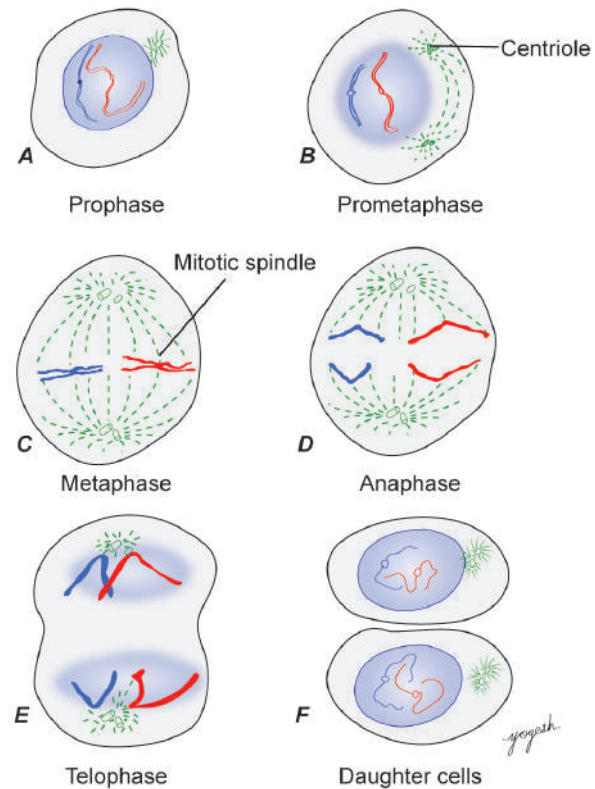 Centriole
A
B
Prophase
Prometaphase
Mitotic spindle
C
D
Metaphase
Anaphase
E
F
yogesh
Telophase
Daughter cells